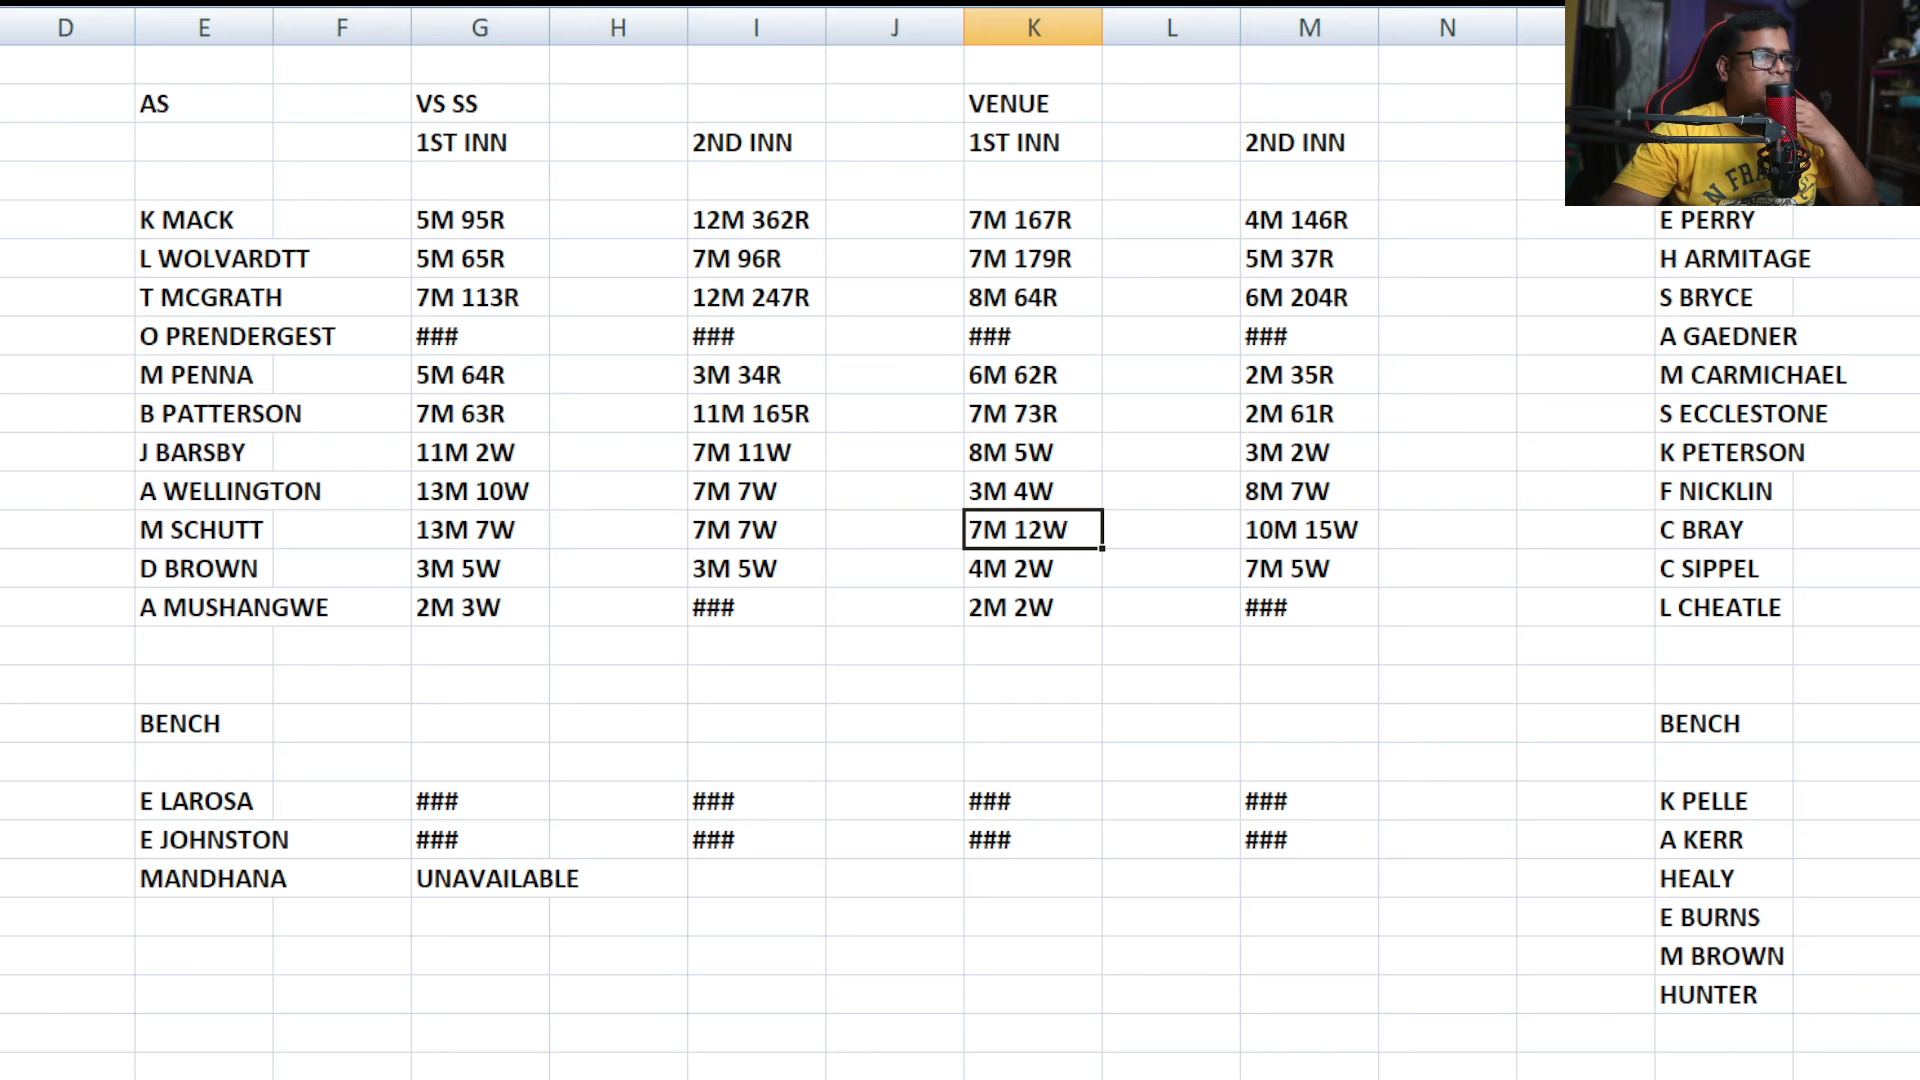 D E F G H I J K L M N
AS VS SS VENUE
1ST INN 2ND INN 1ST INN 2ND INN
K MACK 5M 95R 12M 362R 7M 167R 4M 146R E PERRY
L WOLVARDTT 5M 65R 7M 96R 7M 179R 5M 37R H ARMITAGE
T MCGRATH 7M 113R 12M 247R 8M 64R 6M 204R S BRYCE
O PRENDERGEST ### ### ### ### A GAEDNER
M PENNA 5M 64R 3M 34R 6M 62R 2M 35R M CARMICHAEL
B PATTERSON 7M 63R 11M 165R 7M 73R 2M 61R S ECCLESTONE
J BARSBY 11M 2W 7M 11W 8M 5W 3M 2W K PETERSON
A WELLINGTON 13M 10W 7M 7W 3M 4W 8M 7W F NICKLIN
M SCHUTT 13M 7W 7M 7W 7M 12W 10M 15W C BRAY
D BROWN 3M 5W 3M 5W 4M 2W 7M 5W C SIPPEL
A MUSHANGWE 2M 3W ### 2M 2W ### L CHEATLE
BENCH BENCH
E LAROSA ### ### ### ### K PELLE
E JOHNSTON ### ### ### ### A KERR
MANDHANA UNAVAILABLE HEALY
E BURNS
M BROWN
HUNTER